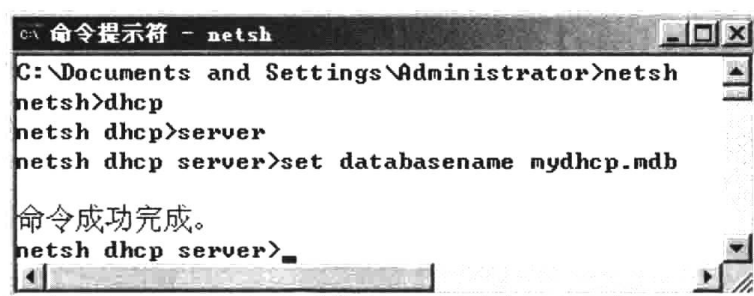 命令提示符 - netsh
C:\Documents and Settings\Administrator>netsh
netsh>dhcp
netsh dhcp>server
netsh dhcp server>set databasename mydhcp.mdb
命令成功完成。
netsh dhcp server>_